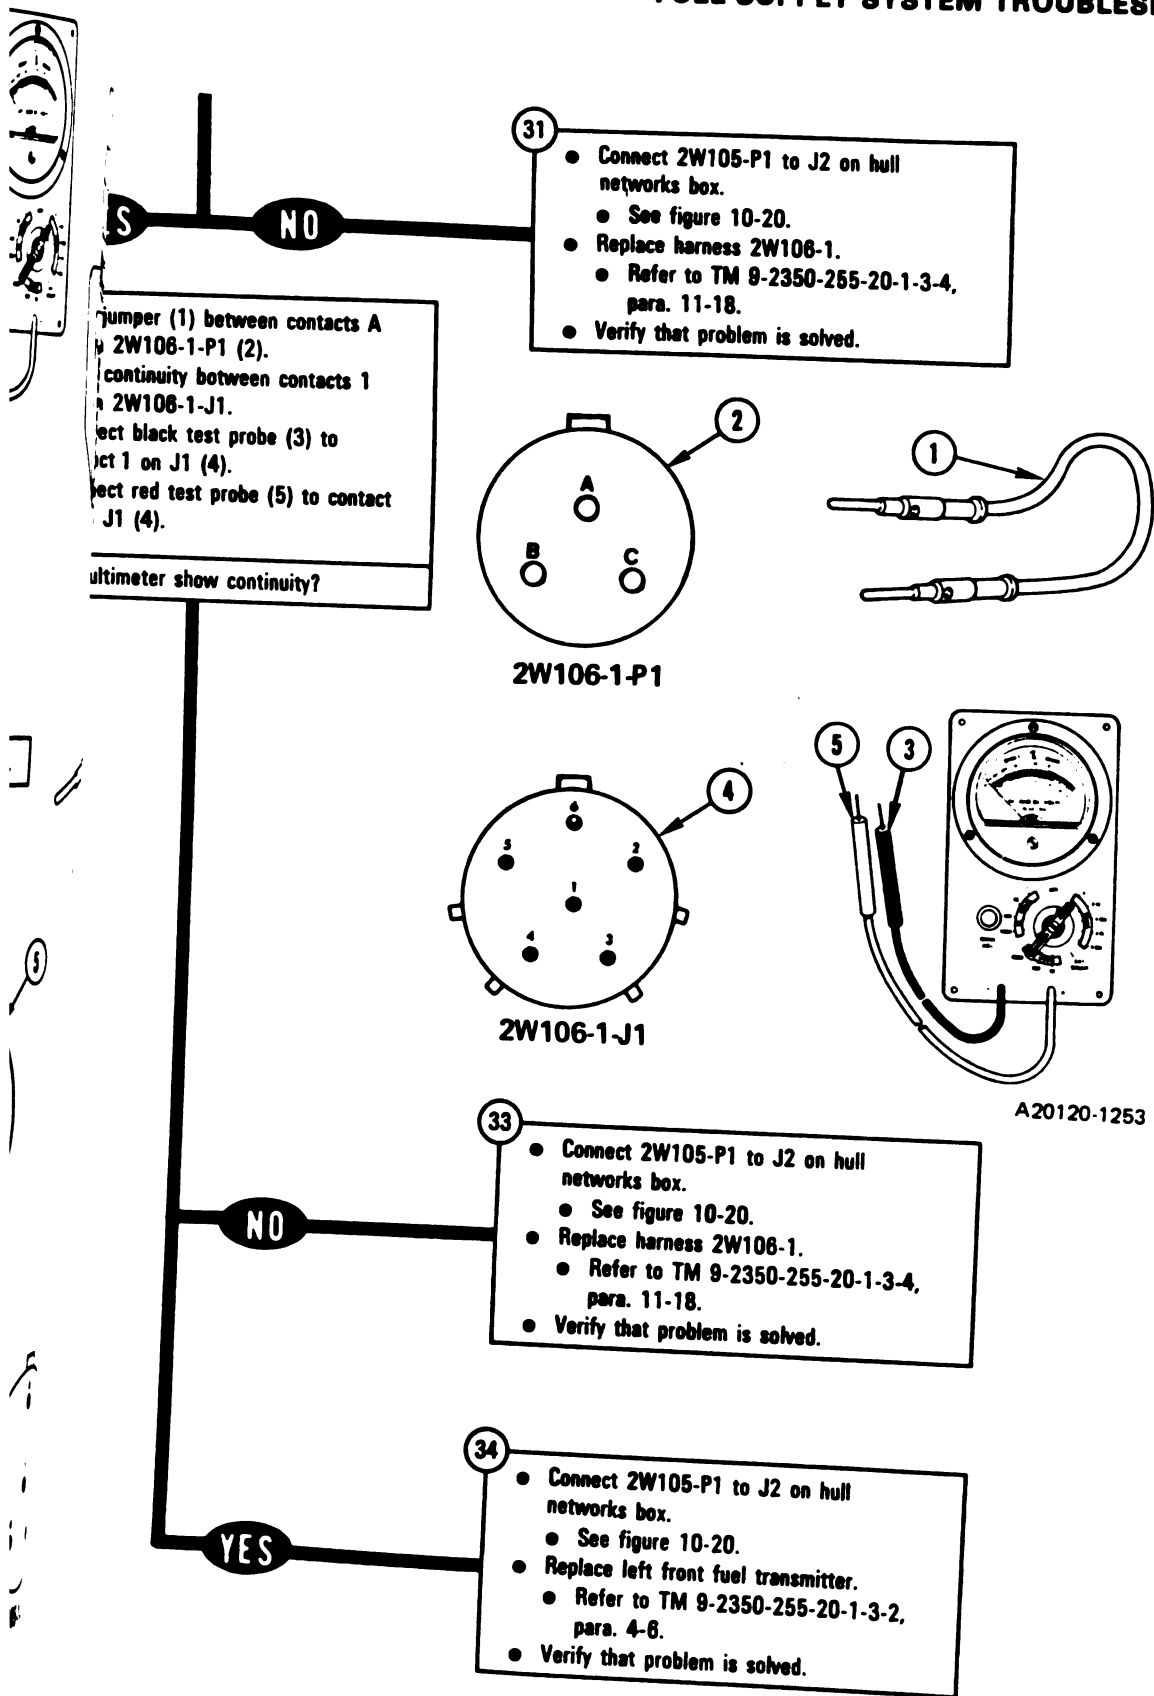 SUPPLY SYSTEM
31
● Connect 2W105-P1 to J2 on hull
networks box.
● See figure 10-20.
● Replace harness 2W106-1.
● Refer to TM 9-2350-255-20-1-3-4,
para. 11-18.
● Verify that problem is solved.
NO
jumper (1) between contacts A
2W106-1-P1 (2).
continuity botween contacts 1
2W106-1-J1.
ect black test probe (3) to
ct 1 on J1 (4).
ect red test probe (5) to contact
J1 (4).
ultimeter show continuity?
2
1
A
B
C
2W106-1-P1
5
3
4
6
5
2
1
4
3
2W106-1-J1
5
A20120-1253
33
● Connect 2W105-P1 to J2 on hull
networks box.
● See figure 10-20.
● Replace harness 2W106-1.
● Refer to TM 9-2350-255-20-1-3-4,
para. 11-18.
● Verify that problem is solved.
NO
34
● Connect 2W105-P1 to J2 on hull
networks box.
● See figure 10-20.
● Replace left front fuel transmitter.
● Refer to TM 9-2350-255-20-1-3-2,
para. 4-6.
● Verify that problem is solved.
YES